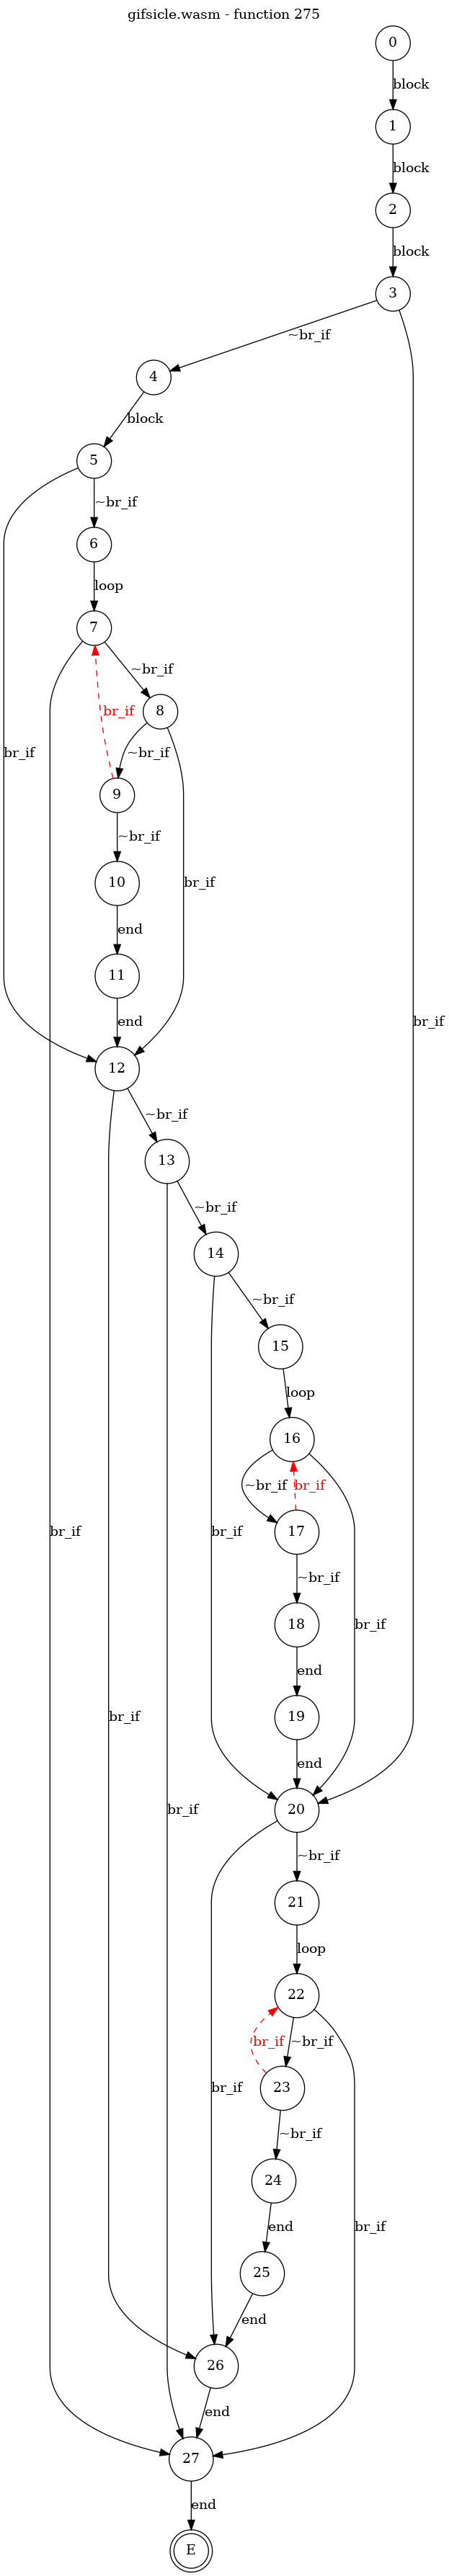 gifsicle.wasm - function 275
0
block
1
block
2
block
3
~br_if
4
block
5
~br_if
6
loop
7
~br_if
br_if
8
~br_if
br_if
9
~br_if
10
br_if
end
11
br_if
end
12
~br_if
13
~br_if
14
~br_if
15
loop
16
~br_if
br_if
17
br_if
br_if
~br_if
18
br_if
end
19
br_if
end
20
br_if
~br_if
21
loop
22
br_if
~br_if
23
br_if
~br_if
24
end
br_if
25
end
26
end
27
end
E